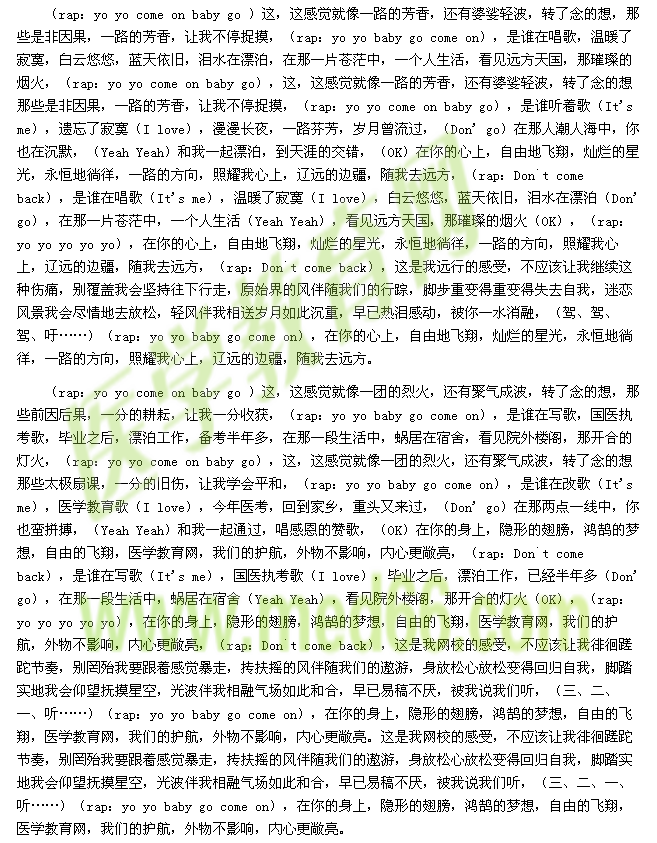 （rap：yo yo come on baby go ）这，这感觉就像一路的芳香，还有婆娑轻波，转了念的想，那
些是非因果，一路的芳香，让我不停捉摸，（rap：yo yo baby go come on），是谁在唱歌，温暖了
寂寞，白云悠悠，蓝天依旧，泪水在漂泊，在那一片苍茫中，一个人生活，看见远方天国，那璀璨的
烟火，（rap：yo yo come on baby go），这，这感觉就像一路的芳香，还有婆娑轻波，转了念的想
那些是非因果，一路的芳香，让我不停捉摸，（rap：yo yo come on baby go），是谁听着歌（It's
me），遗忘了寂寞（I love），漫漫长夜，一路芬芳，岁月曾流过，（Don' go）在那人潮人海中，你
也在沉默，（Yeah Yeah）和我一起漂泊，到天涯的交错，（OK）在你的心上，自由地飞翔，灿烂的星
光，永恒地徜徉，一路的方向，照耀我心上，辽远的边疆，随我去远方，（rap：Don`t come
back），是谁在唱歌（It's me），温暖了寂寞（I love），白云悠悠，蓝天依旧，泪水在漂泊（Don'
go），在那一片苍茫中，一个人生活（Yeah Yeah），看见远方天国，那璀璨的烟火（OK），（rap：
yo yo yo yo yo），在你的心上，自由地飞翔，灿烂的星光，永恒地徜徉，一路的方向，照耀我心
上，辽远的边疆，随我去远方，（rap：Don`t come back），这是我远行的感受，不应该让我继续这
种伤痛，别覆盖我会坚持往下行走，原始界的风伴随我们的行踪，脚步重变得重变得失去自我，迷恋
风景我会尽情地去放松，轻风伴我相送岁月如此沉重，早已热泪感动，被你一水消融，（驾、驾、
驾、吁……）（rap：yo yo baby go come on），在你的心上，自由地飞翔，灿烂的星光，永恒地徜
徉，一路的方向，照耀我心上，辽远的边疆，随我去远方。
（rap：yo yo come on baby go ）这，这感觉就像一团的烈火，还有聚气成波，转了念的想，那
些前因后果，一分的耕耘，让我一分收获，（rap：yo yo baby go come on），是谁在写歌，国医执
考歌，毕业之后，漂泊工作，备考半年多，在那一段生活中，蜗居在宿舍，看见院外楼阁，那开合的
灯火，（rap：yo yo come on baby go），这，这感觉就像一团的烈火，还有聚气成波，转了念的想
那些太极扇课，一分的旧伤，让我学会平和，（rap：yo yo baby go come on），是谁在改歌（It's
me），医学教育歌（I love），今年医考，回到家乡，重头又来过，（Don' go）在那两点一线中，你
也蛮拼搏，（Yeah Yeah）和我一起通过，唱感恩的赞歌，（OK）在你的身上，隐形的翅膀，鸿鹄的梦
想，自由的飞翔，医学教育网，我们的护航，外物不影响，内心更敞亮，（rap：Don`t come
back），是谁在写歌（It's me），国医执考歌（I love），毕业之后，漂泊工作，已经半年多（Don'
go），在那一段生活中，蜗居在宿舍（Yeah Yeah），看见院外楼阁，那开合的灯火（OK），（rap：
yo yo yo yo yo），在你的身上，隐形的翅膀，鸿鹄的梦想，自由的飞翔，医学教育网，我们的护
航，外物不影响，内心更敞亮，（rap：Don`t come back），这是我网校的感受，不应该让我徘徊蹉
跎节奏，别罔殆我要跟着感觉暴走，抟扶摇的风伴随我们的遨游，身放松心放松变得回归自我，脚踏
实地我会仰望抚摸星空，光波伴我相融气场如此和合，早已易稿不厌，被我说我们听，（三、二、
一、听……）（rap：yo yo baby go come on），在你的身上，隐形的翅膀，鸿鹄的梦想，自由的飞
翔，医学教育网，我们的护航，外物不影响，内心更敞亮。这是我网校的感受，不应该让我徘徊蹉跎
节奏，别罔殆我要跟着感觉暴走，抟扶摇的风伴随我们的遨游，身放松心放松变得回归自我，脚踏实
地我会仰望抚摸星空，光波伴我相融气场如此和合，早已易稿不厌，被我说我们听，（三、二、一、
听……）（rap：yo yo baby go come on），在你的身上，隐形的翅膀，鸿鹄的梦想，自由的飞翔，
医学教育网，我们的护航，外物不影响，内心更敞亮。
医学教育网
www.med66.com